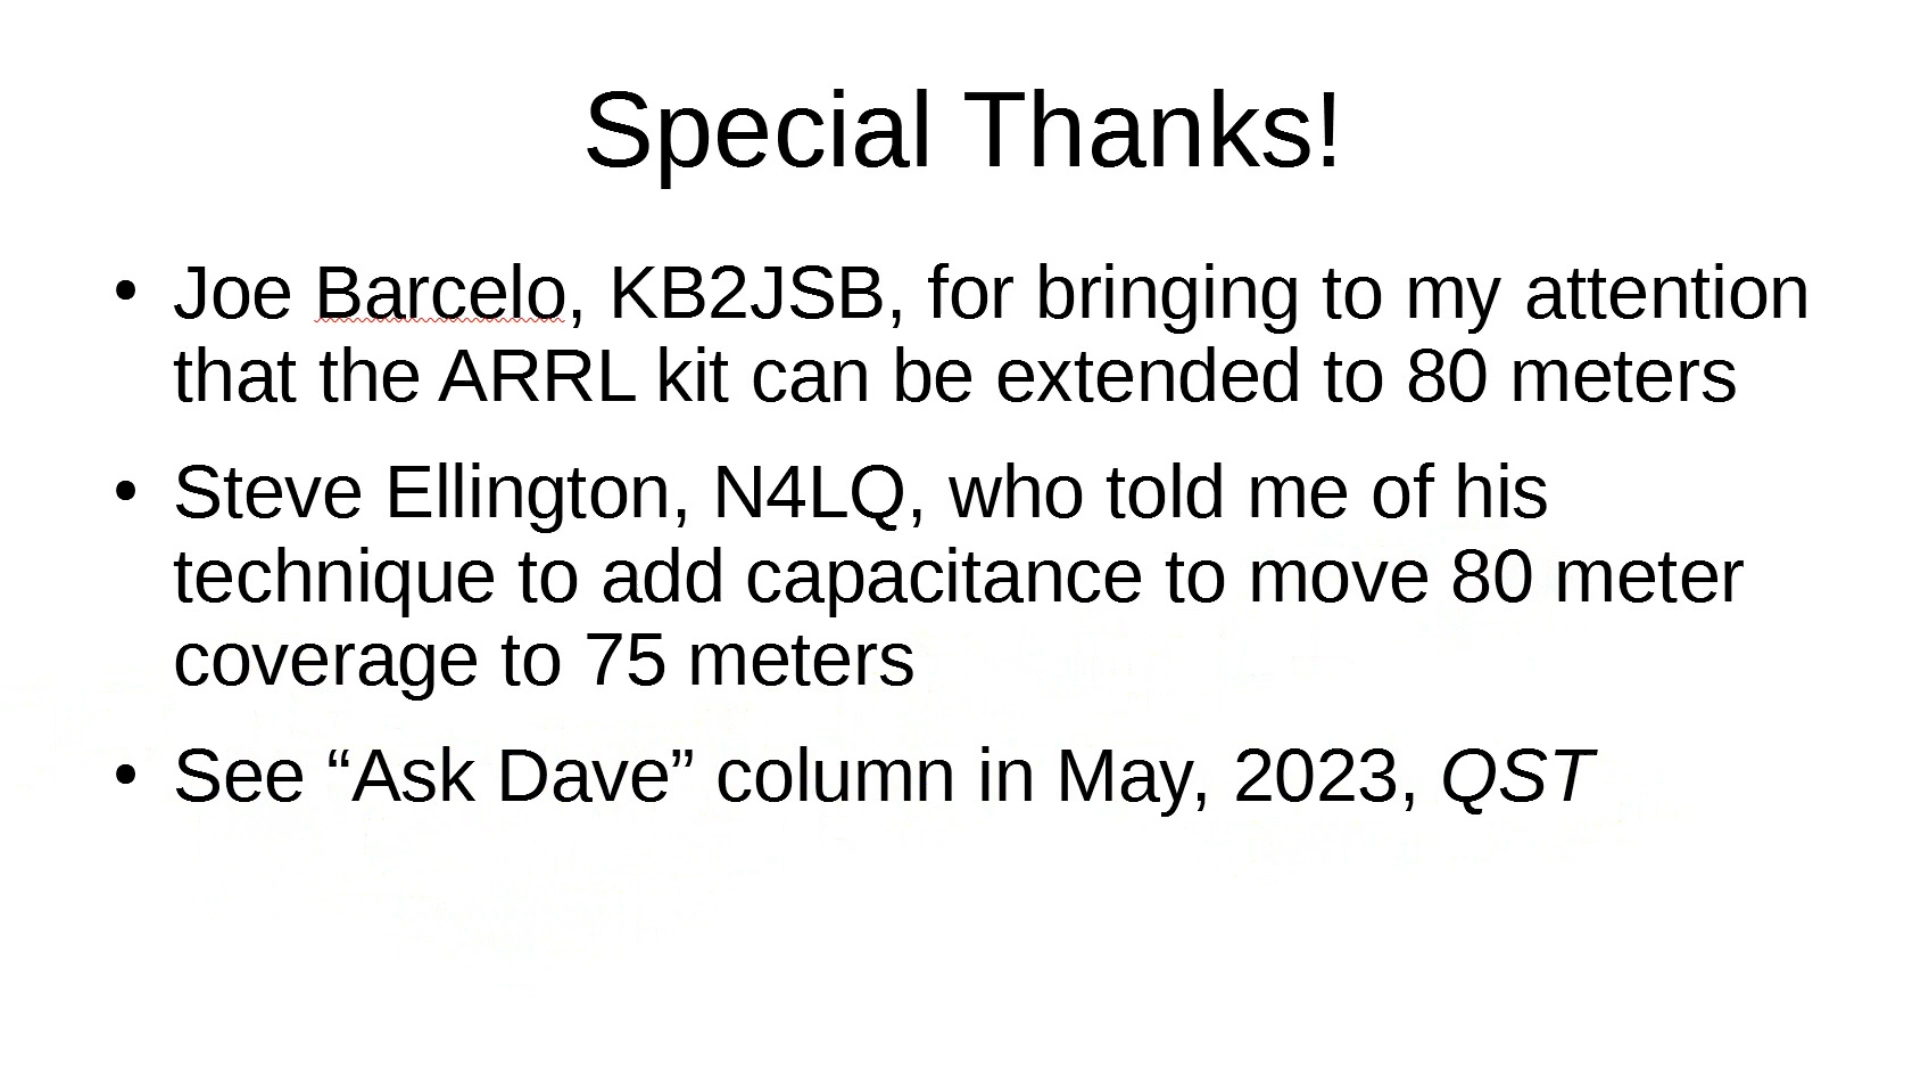 Special Thanks!
• Joe Barcelo, KB2JSB, for bringing to my attention
that the ARRL kit can be extended to 80 meters
• Steve Ellington, N4LQ, who told me of his
technique to add capacitance to move 80 meter
coverage to 75 meters
• See “Ask Dave” column in May, 2023, QST